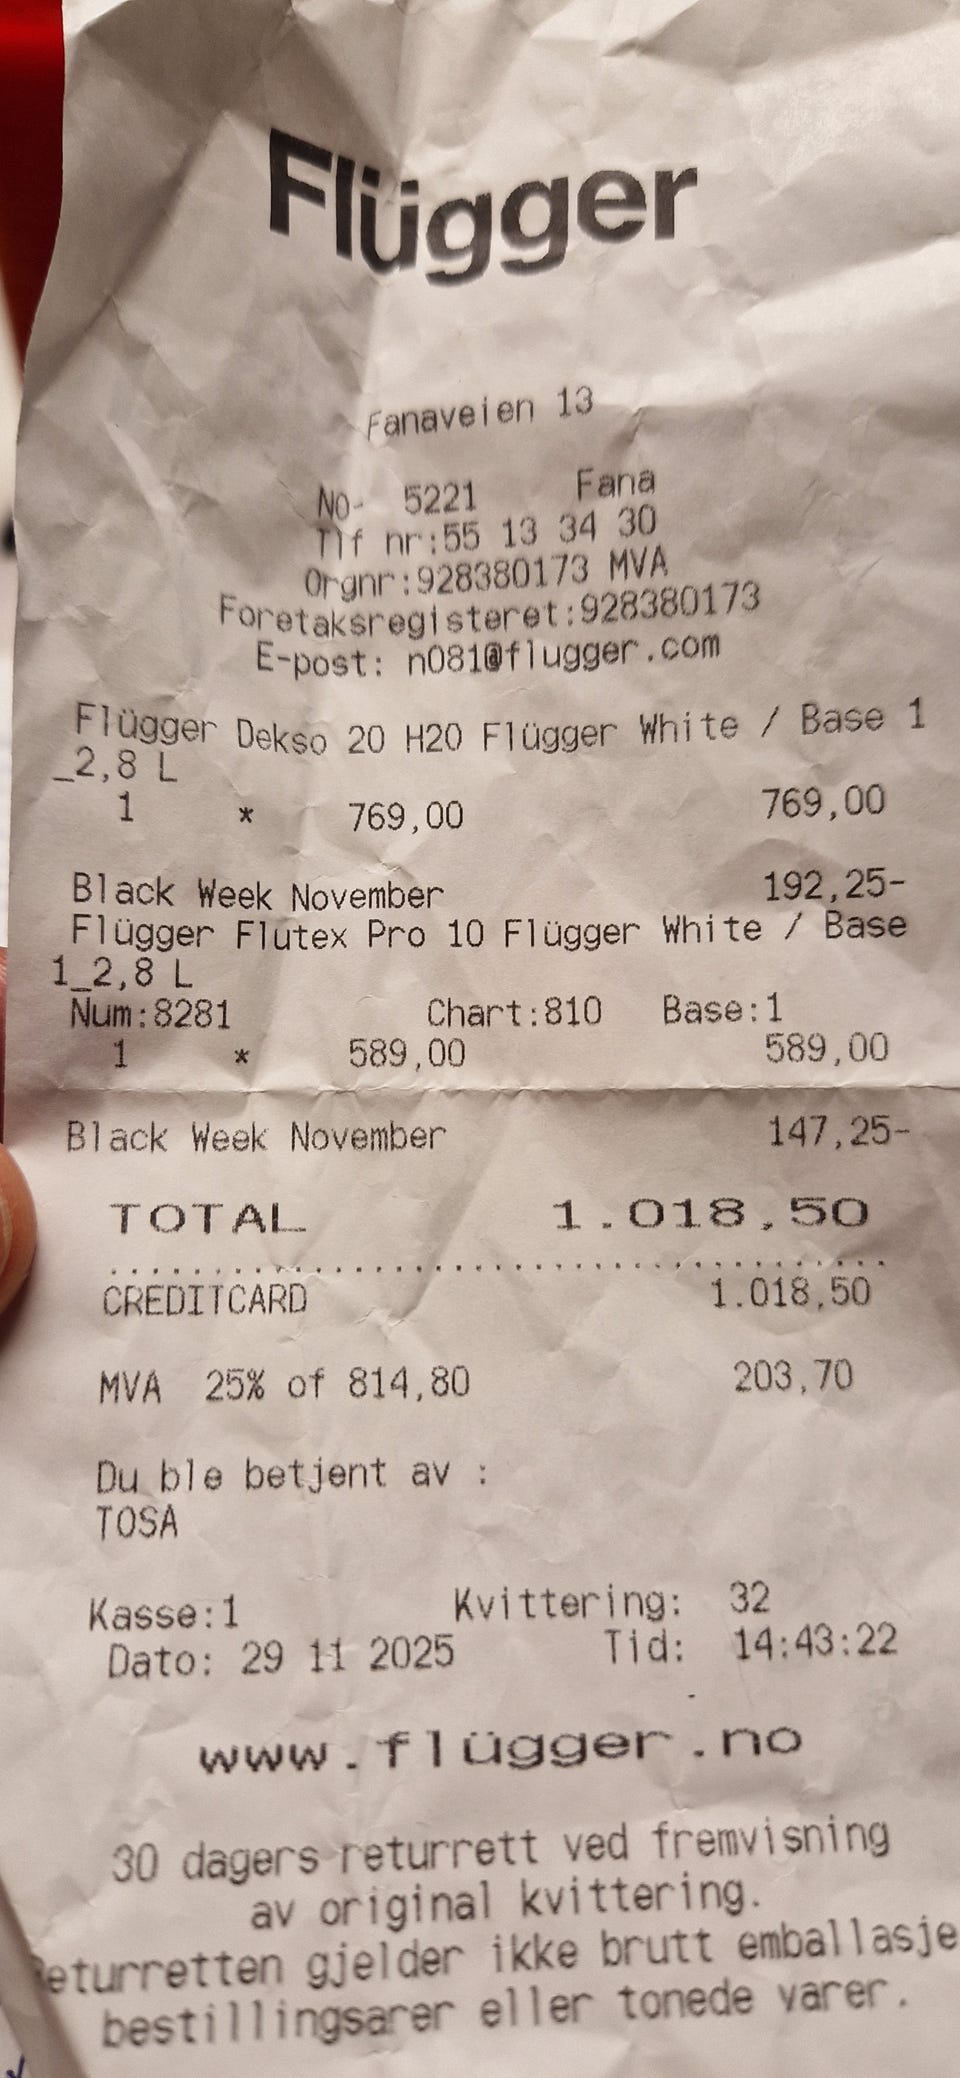 Flügger
Fanaveien 13
NO- 5221 Fana
Tlf nr:55 13 34 30
Orgnr:928380173 MVA
Foretaksregisteret:928380173
E-post: n081@flugger.com
Flügger Dekso 20 H20 Flügger White / Base 1
_2,8 L
1 * 769,00 769,00
Black Week November 192,25-
Flügger Flutex Pro 10 Flügger White / Base
1_2,8 L
Num:8281 Chart:810 Base:1
1 * 589,00 589,00
Black Week November 147,25-
TOTAL 1.018,50
CREDITCARD 1.018,50
MVA 25% of 814,80 203,70
Du ble betjent av :
TOSA
Kasse:1 Kvittering: 32
Dato: 29 11 2025 Tid: 14:43:22
www.flügger.no
30 dagers returrett ved fremvisning
av original kvittering.
Returretten gjelder ikke brutt emballasje
bestillingsarer eller tonede varer.